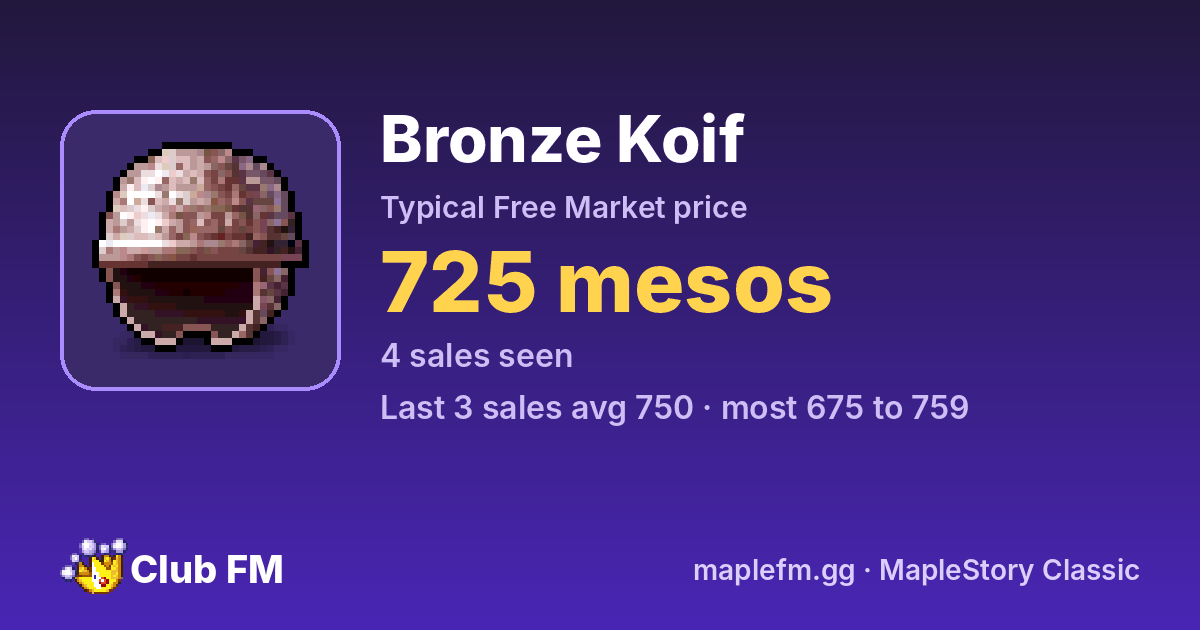 Bronze Koif
Typical Free Market price
725 mesos
4 sales seen
Last 3 sales avg 750 · most 675 to 759
Club FM
maplefm.gg · MapleStory Classic